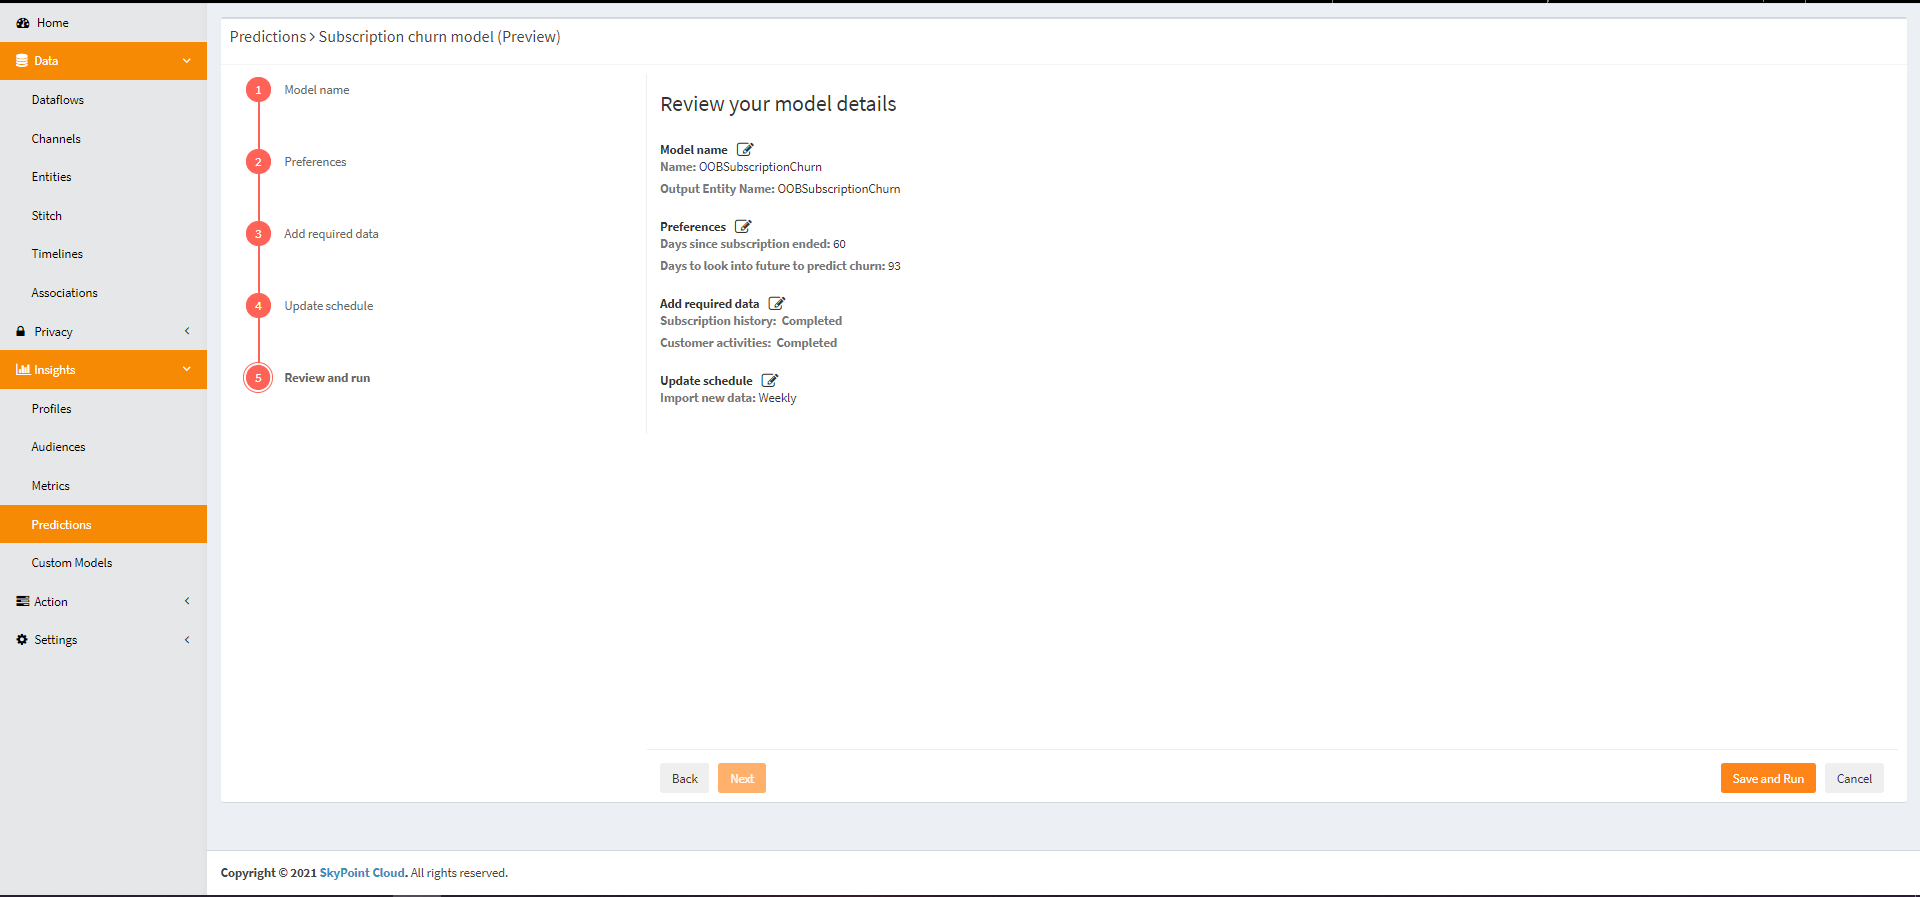 Home
Data
Dataflows
Channels
Entities
Stitch
Timelines
Associations
Privacy
Insights
Profiles
Audiences
Metrics
Predictions
Custom Models
Action
Settings
Predictions > Subscription churn model (Preview)
1 Model name
2 Preferences
3 Add required data
4 Update schedule
5 Review and run
Review your model details
Model name
Name: OOBSubscriptionChurn
Output Entity Name: OOBSubscriptionChurn
Preferences
Days since subscription ended: 60
Days to look into future to predict churn: 93
Add required data
Subscription history: Completed
Customer activities: Completed
Update schedule
Import new data: Weekly
Back Next Save and Run Cancel
Copyright © 2021 SkyPoint Cloud. All rights reserved.